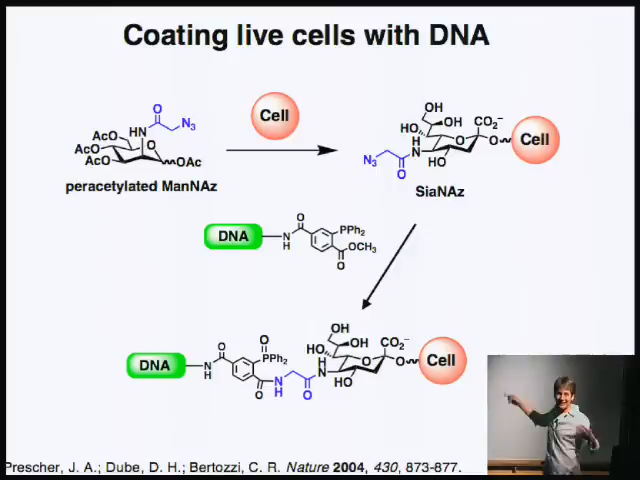 Coating live cells with DNA
O
N₃
HN
AcO
AcO
AcO
O
OAc
peracetylated ManNAz
Cell
OH
OH
HO
CO₂⁻
O
O
Cell
N₃
O
N
H
HO
SiaNAz
DNA
N
H
O
PPh₂
OCH₃
O
DNA
N
H
O
O
PPh₂
O
N
H
O
N
H
OH
OH
HO
CO₂⁻
O
O
HO
Cell
Prescher, J. A.; Dube, D. H.; Bertozzi, C. R. Nature 2004, 430, 873-877.